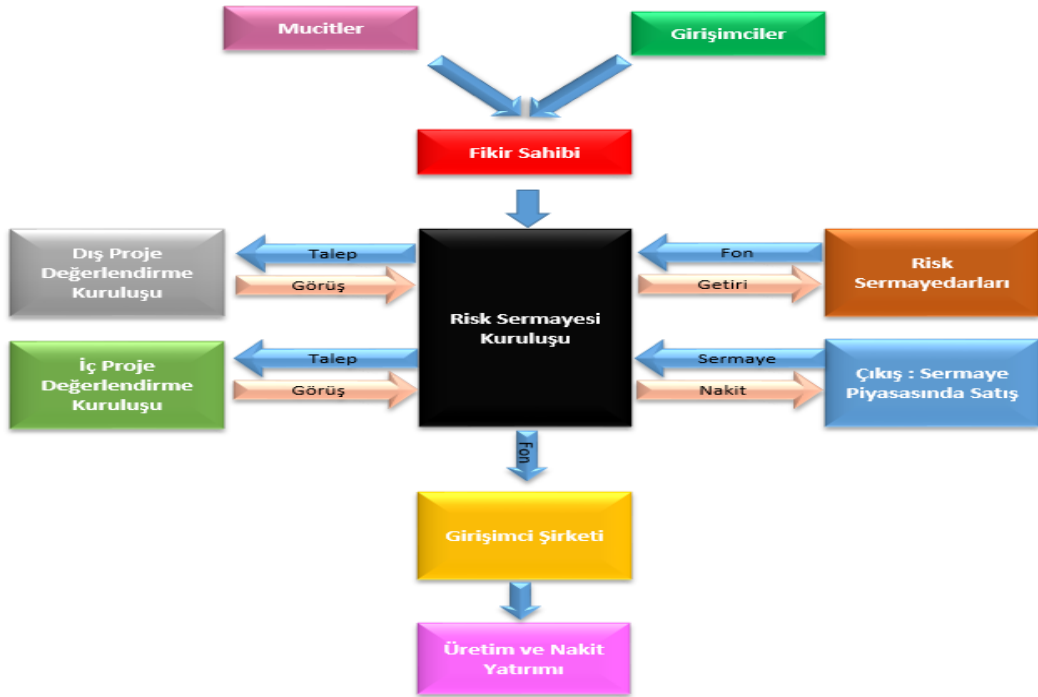 Mucitler
Girişimciler
Fikir Sahibi
Dış Proje
Değerlendirme
Kuruluşu
Talep
Görüş
Risk Sermayesi
Kuruluşu
Fon
Getiri
Risk
Sermayedarları
İç Proje
Değerlendirme
Kuruluşu
Talep
Görüş
Sermaye
Nakit
Çıkış : Sermaye
Piyasasında Satış
Fon
Girişimci Şirketi
Üretim ve Nakit
Yatırımı